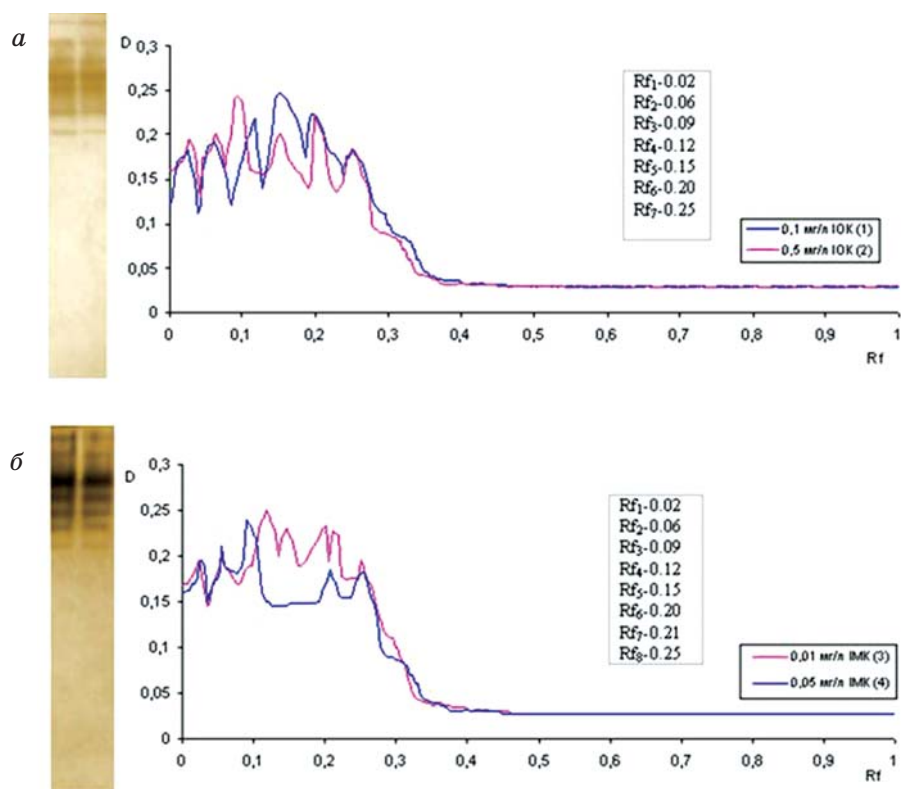 а
D
0,3
0,25
0,2
0,15
0,1
0,05
0
Rf1-0.02
Rf2-0.06
Rf3-0.09
Rf4-0.12
Rf5-0.15
Rf6-0.20
Rf7-0.25
0,1 мг/л ІОК (1)
0,5 мг/л ІОК (2)
0 0,1 0,2 0,3 0,4 0,5 0,6 0,7 0,8 0,9 1
Rf
б
D
0,3
0,25
0,2
0,15
0,1
0,05
0
Rf1-0.02
Rf2-0.06
Rf3-0.09
Rf4-0.12
Rf5-0.15
Rf6-0.20
Rf7-0.21
Rf8-0.25
0,01 мг/л ІМК (3)
0,05 мг/л ІМК (4)
0 0,1 0,2 0,3 0,4 0,5 0,6 0,7 0,8 0,9 1
Rf